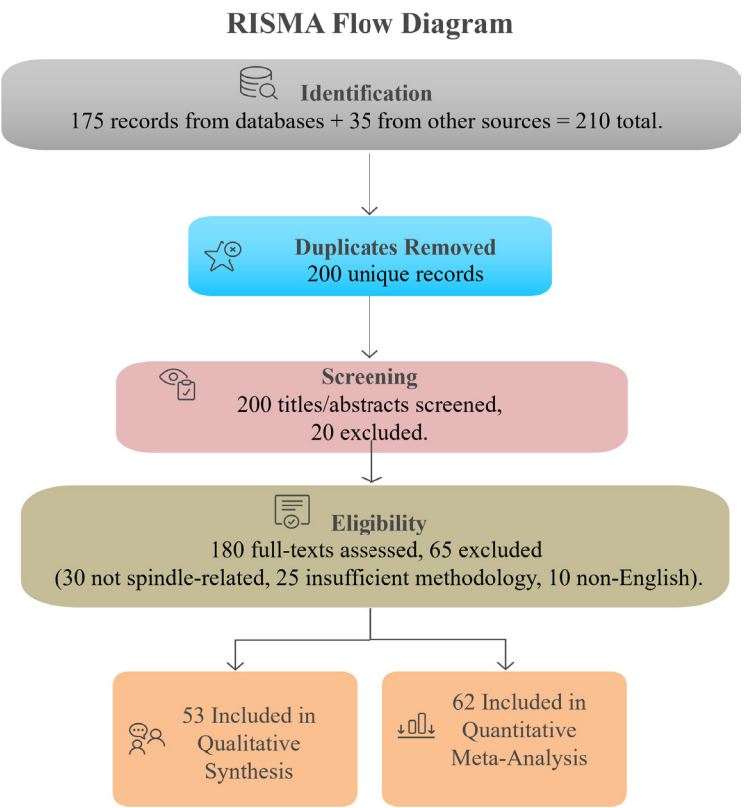 RISMA Flow Diagram
Identification
175 records from databases + 35 from other sources = 210 total.
Duplicates Removed
200 unique records
Screening
200 titles/abstracts screened,
20 excluded.
Eligibility
180 full-texts assessed, 65 excluded
(30 not spindle-related, 25 insufficient methodology, 10 non-English).
53 Included in
Qualitative
Synthesis
62 Included in
Quantitative
Meta-Analysis